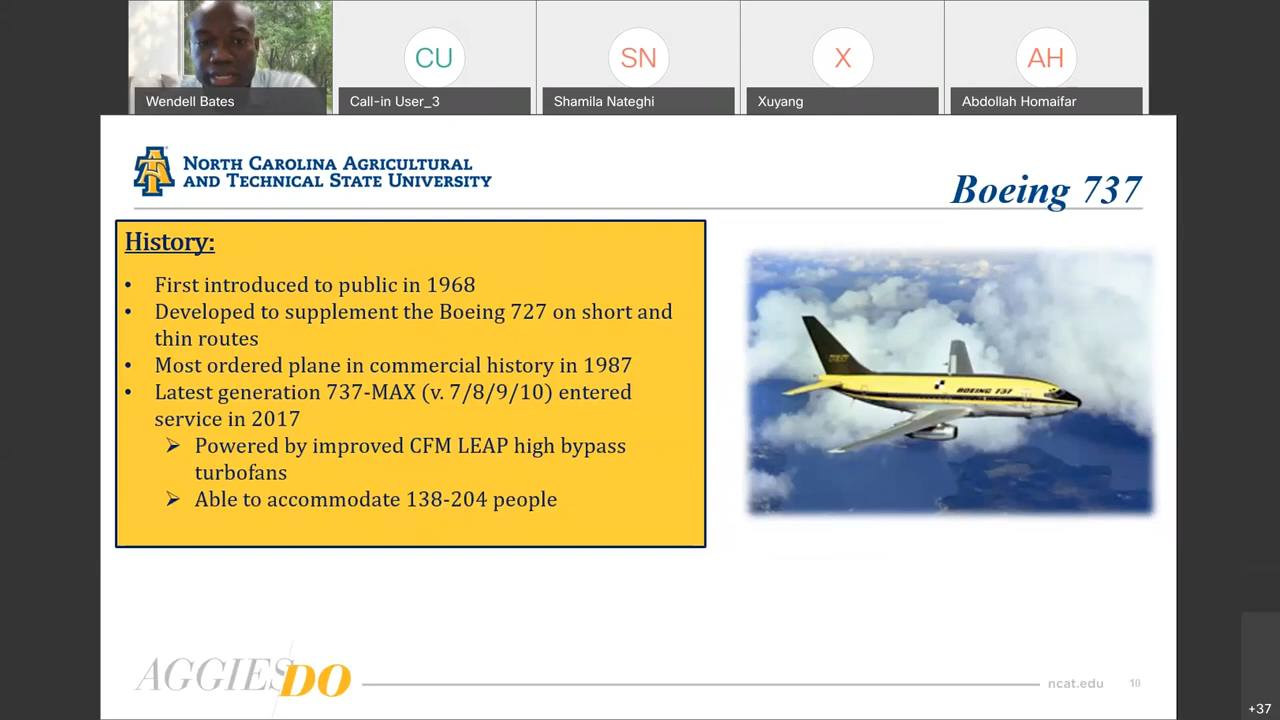 CU
SN
X
AH
Wendell Bates
Call-in User_3
Shamila Nateghi
Xuyang
Abdollah Homaifar
NORTH CAROLINA AGRICULTURAL
AND TECHNICAL STATE UNIVERSITY
Boeing 737
History:
• First introduced to public in 1968
• Developed to supplement the Boeing 727 on short and
thin routes
• Most ordered plane in commercial history in 1987
• Latest generation 737-MAX (v. 7/8/9/10) entered
service in 2017
➢ Powered by improved CFM LEAP high bypass
turbofans
➢ Able to accommodate 138-204 people
BOEING 737
AGGIES DO
ncat.edu
10
+37